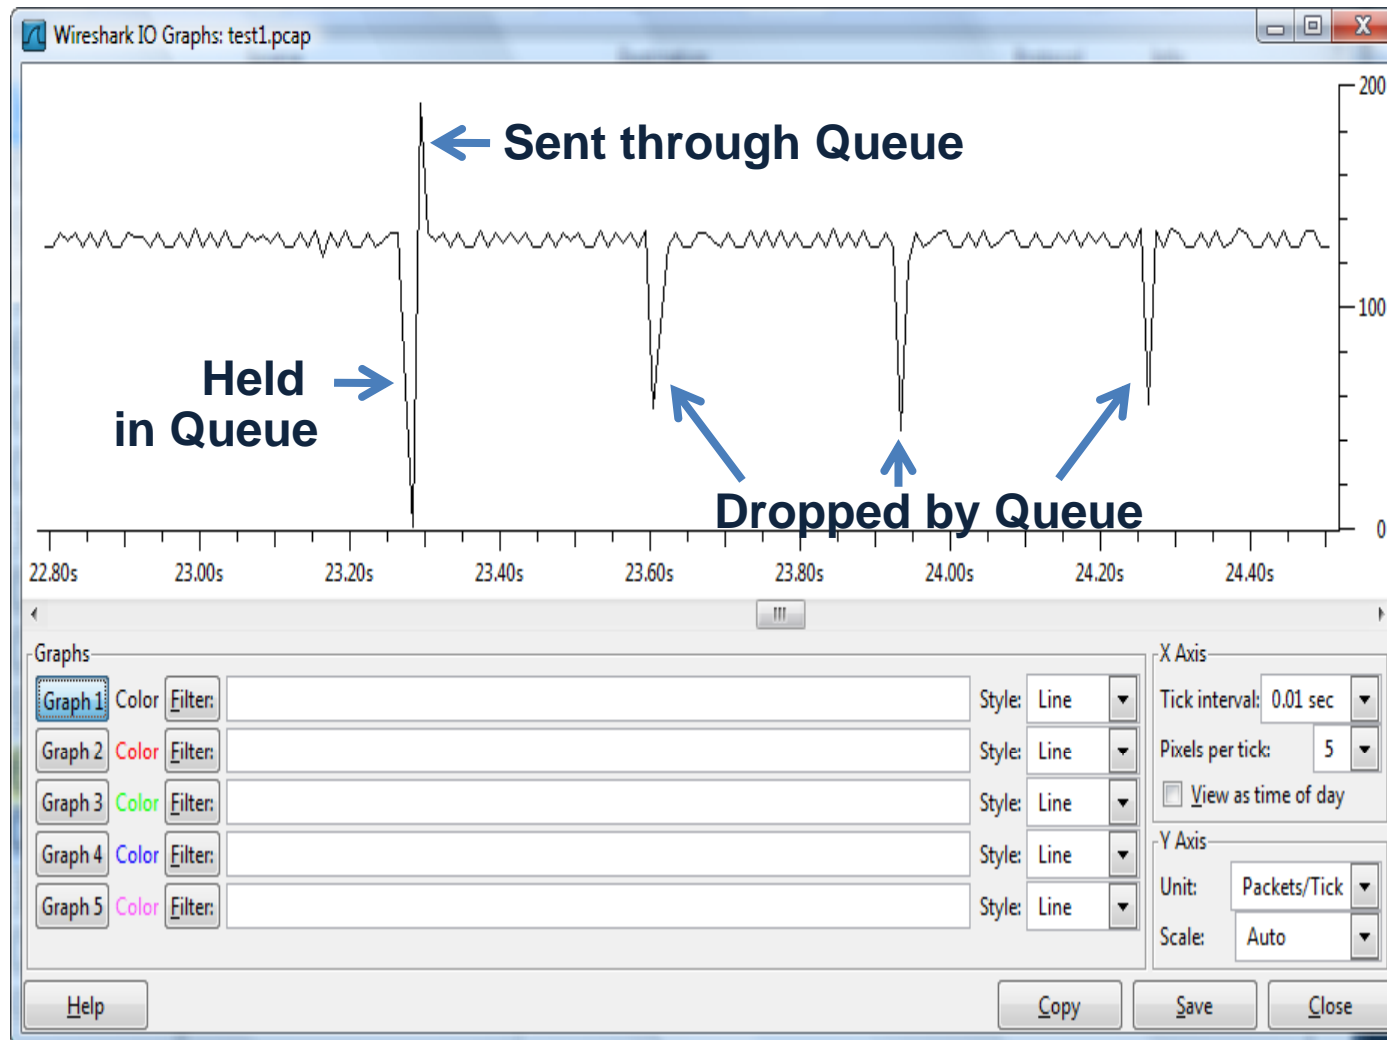 Wireshark IO Graphs: test1.pcap
200
Sent through Queue
100
Held
in Queue
Dropped by Queue
0
22.80s 23.00s 23.20s 23.40s 23.60s 23.80s 24.00s 24.20s 24.40s
Graphs
X Axis
Graph 1 Color Filter: Style: Line
Tick interval: 0.01 sec
Graph 2 Color Filter: Style: Line
Pixels per tick: 5
Graph 3 Color Filter: Style: Line
View as time of day
Y Axis
Graph 4 Color Filter: Style: Line
Unit: Packets/Tick
Graph 5 Color Filter: Style: Line
Scale: Auto
Help Copy Save Close